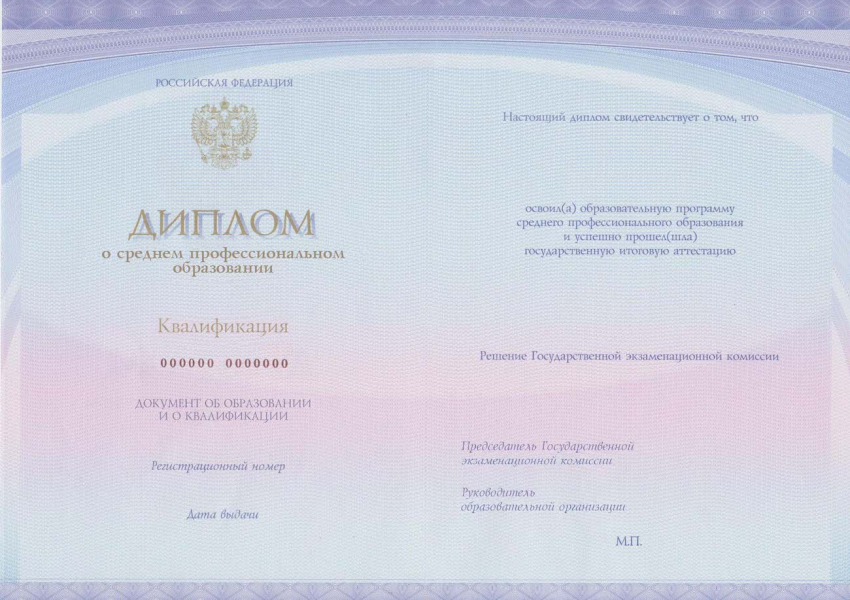 РОССИЙСКАЯ ФЕДЕРАЦИЯ
ДИПЛОМ
о среднем профессиональном
образовании
Квалификация
000000 0000000
ДОКУМЕНТ ОБ ОБРАЗОВАНИИ
И О КВАЛИФИКАЦИИ
Регистрационный номер
Дата выдачи
Настоящий диплом свидетельствует о том, что
освоил(а) образовательную программу
среднего профессионального образования
и успешно прошел(шла)
государственную итоговую аттестацию
Решение Государственной экзаменационной комиссии
Председатель Государственной
экзаменационной комиссии
Руководитель
образовательной организации
М.П.